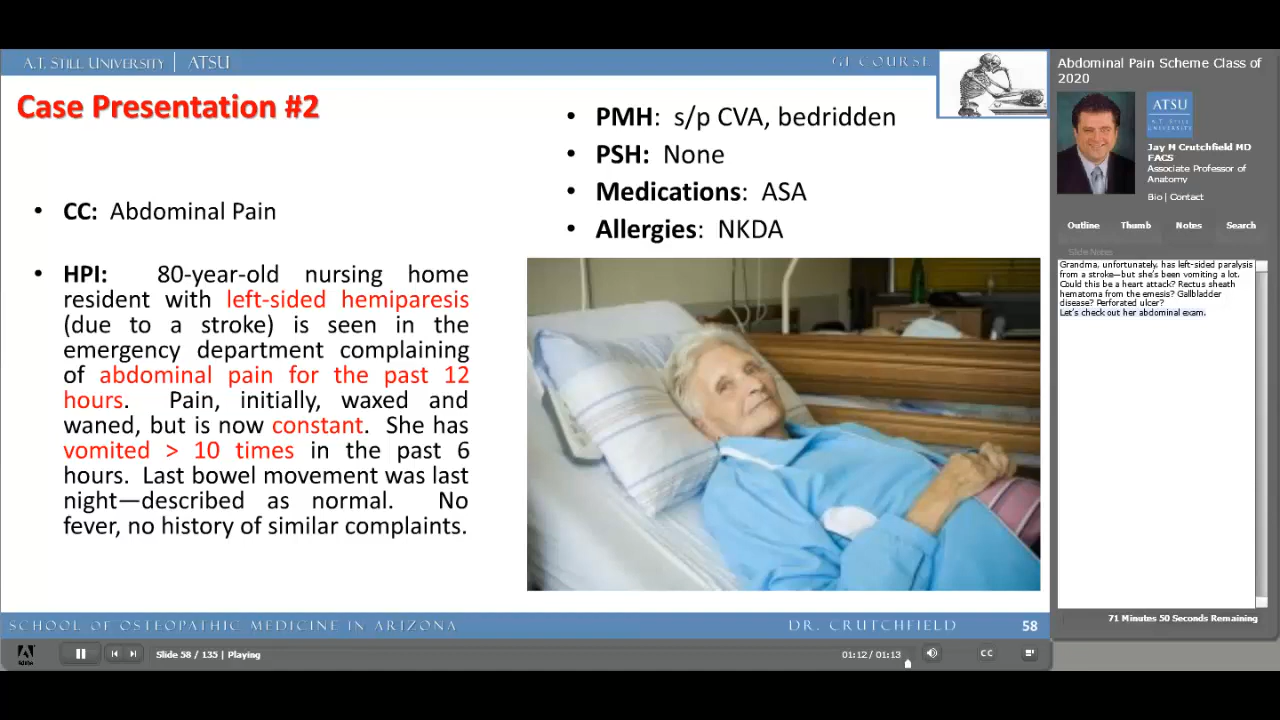 A.T. STILL UNIVERSITY | ATSU
GI COURSE
Case Presentation #2
• CC: Abdominal Pain
• HPI: 80-year-old nursing home
resident with left-sided hemiparesis
(due to a stroke) is seen in the
emergency department complaining
of abdominal pain for the past 12
hours. Pain, initially, waxed and
waned, but is now constant. She has
vomited > 10 times in the past 6
hours. Last bowel movement was last
night—described as normal. No
fever, no history of similar complaints.
• PMH: s/p CVA, bedridden
• PSH: None
• Medications: ASA
• Allergies: NKDA
SCHOOL OF OSTEOPATHIC MEDICINE IN ARIZONA
DR. CRUTCHFIELD
58
Slide 58 / 135 | Playing
01:12 / 01:13
CC
Abdominal Pain Scheme Class of
2020
ATSU
A.T. STILL
UNIVERSITY
Jay M Crutchfield MD
FACS
Associate Professor of
Anatomy
Bio | Contact
Outline
Thumb
Notes
Search
Slide Notes
Grandma, unfortunately. has left-sided paralysis
from a stroke—but she's been vomiting a lot.
Could this be a heart attack? Rectus sheath
hematoma from the emesis? Gallbladder
disease? Perforated ulcer?
Let's check out her abdominal exam.
71 Minutes 50 Seconds Remaining